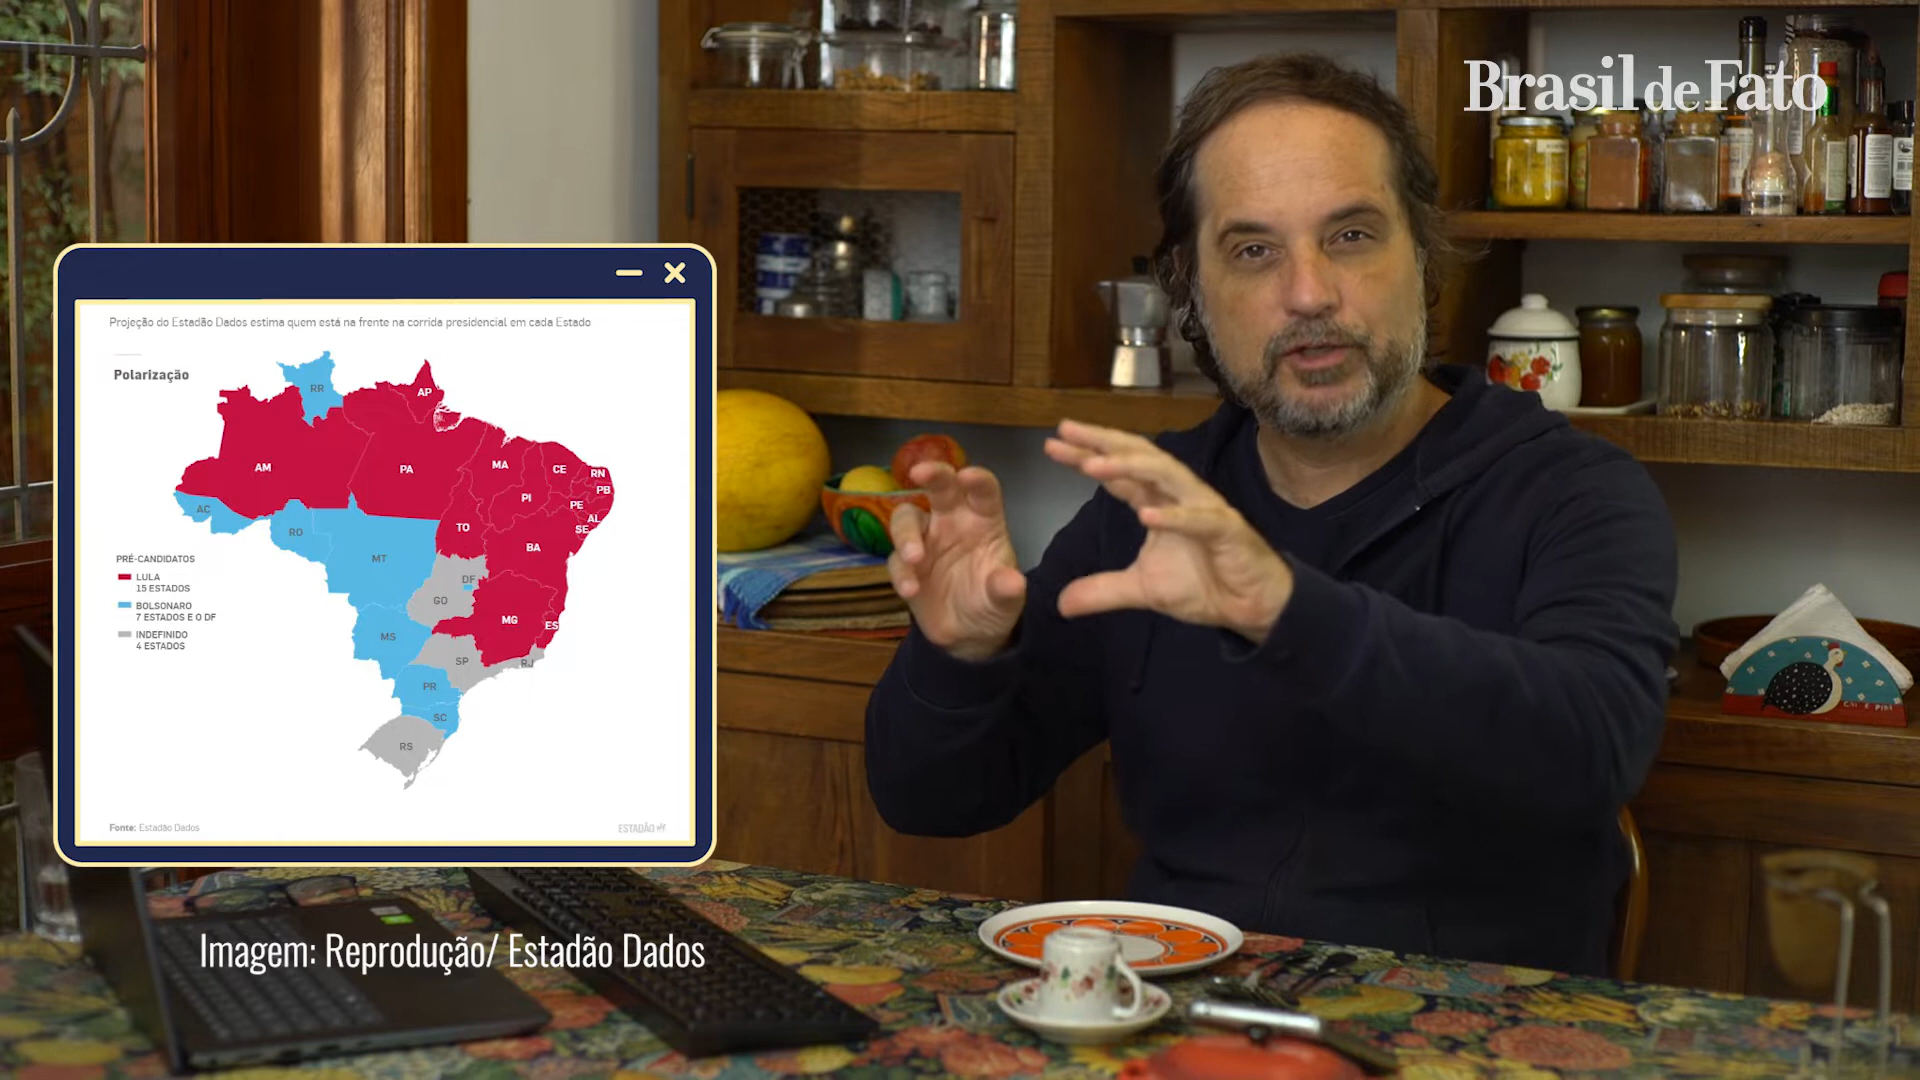 Brasil de Fato
Projeção do Estadão Dados estima quem está na frente na corrida presidencial em cada Estado
Polarização
RR
AP
AM
PA
MA
CE
RN
PB
PI
PE
AL
SE
AC
TO
RO
BA
MT
DF
GO
MG
ES
MS
SP
RJ
PR
SC
RS
PRÉ-CANDIDATOS
LULA
15 ESTADOS
BOLSONARO
7 ESTADOS E O DF
INDEFINIDO
4 ESTADOS
Fonte: Estadão Dados
ESTADÃO
Imagem: Reprodução/ Estadão Dados